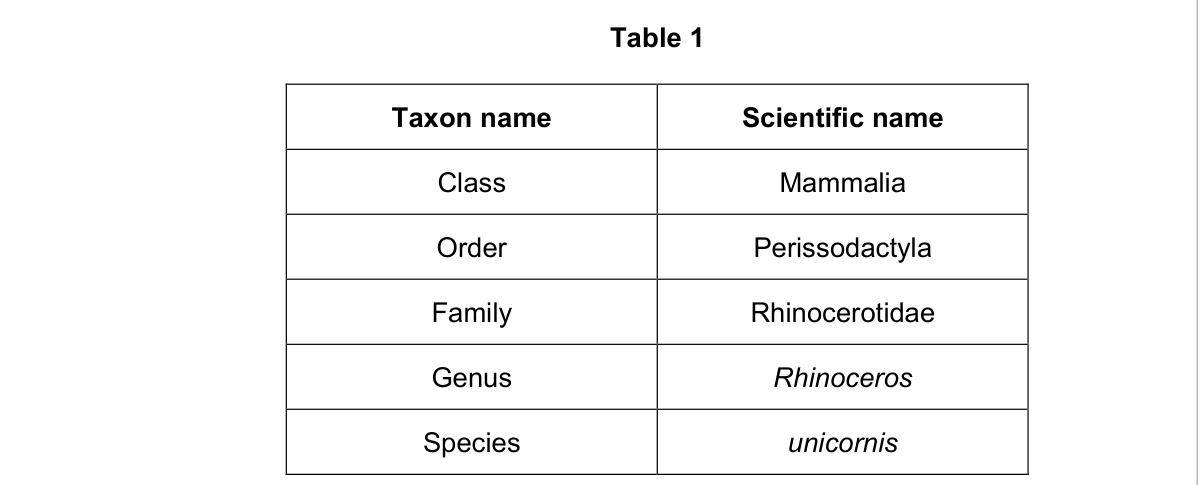 Table 1
Taxon name Scientific name
Class Mammalia
Order Perissodactyla
Family Rhinocerotidae
Genus Rhinoceros
Species unicornis